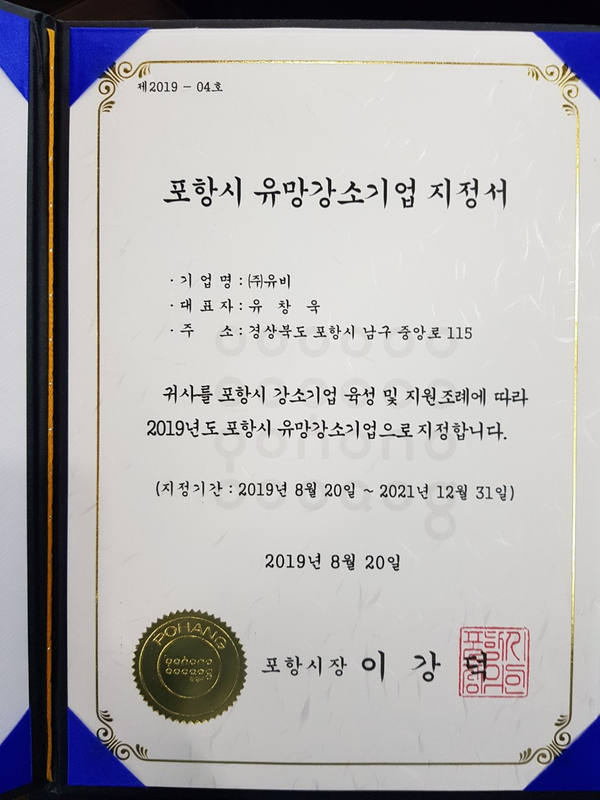 제2019 - 04호
포항시 유망강소기업 지정서
· 기 업 명 : ㈜유비
· 대 표 자 : 유 창 욱
· 주 소 : 경상북도 포항시 남구 중앙로 115
귀사를 포항시 강소기업 육성 및 지원조례에 따라
2019년도 포항시 유망강소기업으로 지정합니다.
(지정기간 : 2019년 8월 20일 ~ 2021년 12월 31일)
2019년 8월 20일
POHANG
포항시장 이 강 덕